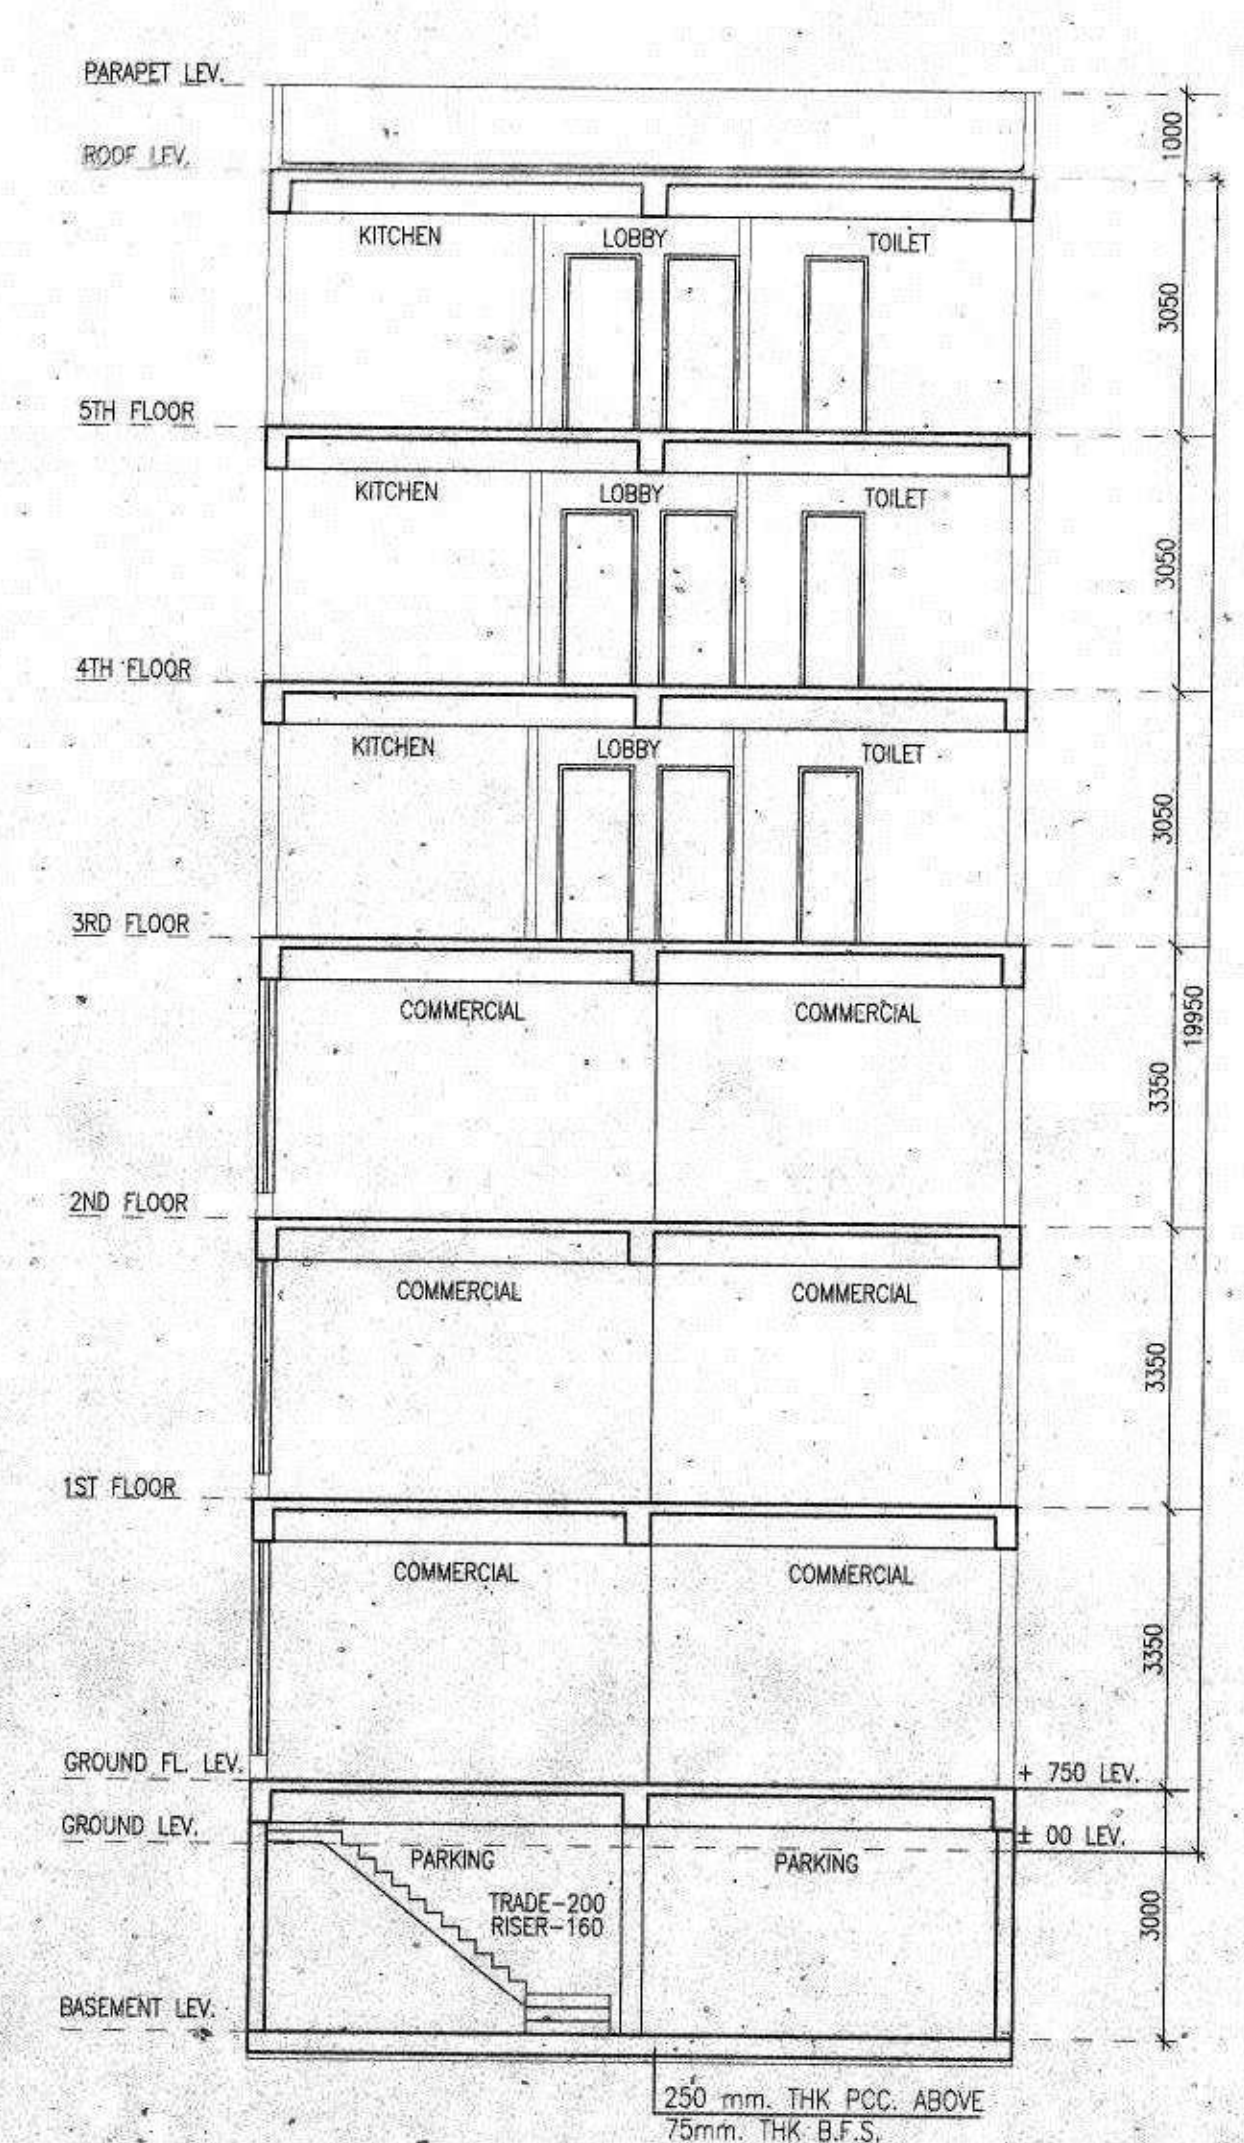 PARAPET LEV.
1000
ROOF LEV.
KITCHEN LOBBY TOILET
3050
5TH FLOOR
KITCHEN LOBBY TOILET
3050
4TH FLOOR
KITCHEN LOBBY TOILET
3050
3RD FLOOR
COMMERCIAL COMMERCIAL
19950
3350
2ND FLOOR
COMMERCIAL COMMERCIAL
3350
1ST FLOOR
COMMERCIAL COMMERCIAL
3350
GROUND FL. LEV. + 750 LEV.
GROUND LEV. ± 00 LEV.
PARKING PARKING
TRADE-200
RISER-160
3000
BASEMENT LEV.
250 mm. THK PCC. ABOVE
75mm. THK B.F.S.